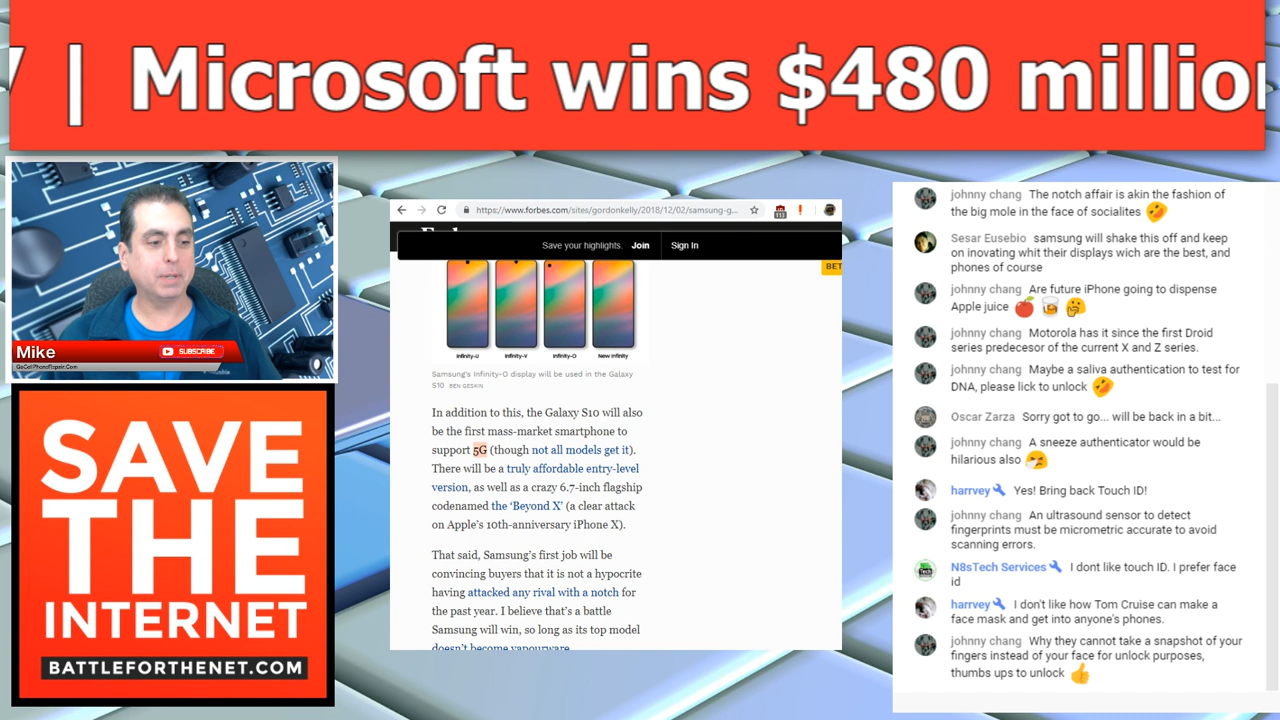 | Microsoft wins $480 million
Mike
SUBSCRIBE
GoCellPhoneRepair.Com
SAVE
THE
INTERNET
BATTLEFORTHENET.COM
https://www.forbes.com/sites/gordonkelly/2018/12/02/samsung-g...
113
Save your highlights. Join Sign In
BET
Infinity-U Infinity-V Infinity-O New Infinity
Samsung's Infinity-O display will be used in the Galaxy
S10 BEN GESKIN
In addition to this, the Galaxy S10 will also
be the first mass-market smartphone to
support 5G (though not all models get it).
There will be a truly affordable entry-level
version, as well as a crazy 6.7-inch flagship
codenamed the ‘Beyond X’ (a clear attack
on Apple’s 10th-anniversary iPhone X).
That said, Samsung’s first job will be
convincing buyers that it is not a hypocrite
having attacked any rival with a notch for
the past year. I believe that’s a battle
Samsung will win, so long as its top model
doesn’t become vapourware.
johnny chang The notch affair is akin the fashion of
the big mole in the face of socialites
Sesar Eusebio samsung will shake this off and keep
on inovating whit their displays wich are the best, and
phones of course
johnny chang Are future iPhone going to dispense
Apple juice
johnny chang Motorola has it since the first Droid
series predecesor of the current X and Z series.
johnny chang Maybe a saliva authentication to test for
DNA, please lick to unlock
Oscar Zarza Sorry got to go... will be back in a bit...
johnny chang A sneeze authenticator would be
hilarious also
harrvey Yes! Bring back Touch ID!
johnny chang An ultrasound sensor to detect
fingerprints must be micrometric accurate to avoid
scanning errors.
N8sTech Services I dont like touch ID. I prefer face
id
harrvey I don't like how Tom Cruise can make a
face mask and get into anyone's phones.
johnny chang Why they cannot take a snapshot of your
fingers instead of your face for unlock purposes,
thumbs ups to unlock